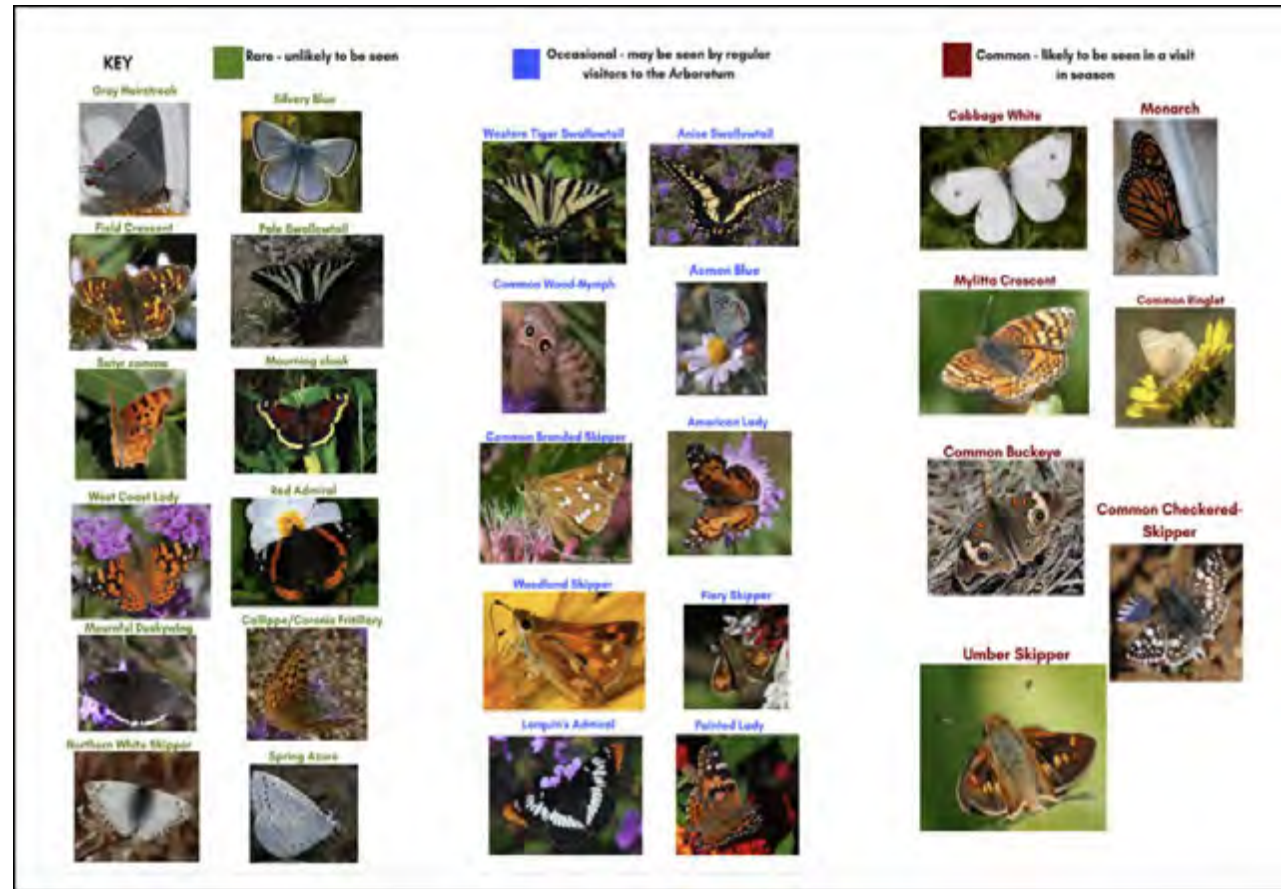 KEY
Rare - unlikely to be seen
Gray Hairstreak
Silvery Blue
Field Crescent
Pale Swallowtail
Satyr comma
Mourning cloak
West Coast Lady
Red Admiral
Mournful Duskywing
Callippe/Coronis Fritillary
Northern White Skipper
Spring Azure
Occasional - may be seen by regular
visitors to the Arboretum
Western Tiger Swallowtail
Anise Swallowtail
Common Wood-Nymph
Acmon Blue
Common Branded Skipper
American Lady
Woodland Skipper
Fiery Skipper
Lorquin's Admiral
Painted Lady
Common - likely to be seen in a visit
in season
Cabbage White
Monarch
Mylitta Crescent
Common Ringlet
Common Buckeye
Common Checkered-
Skipper
Umber Skipper